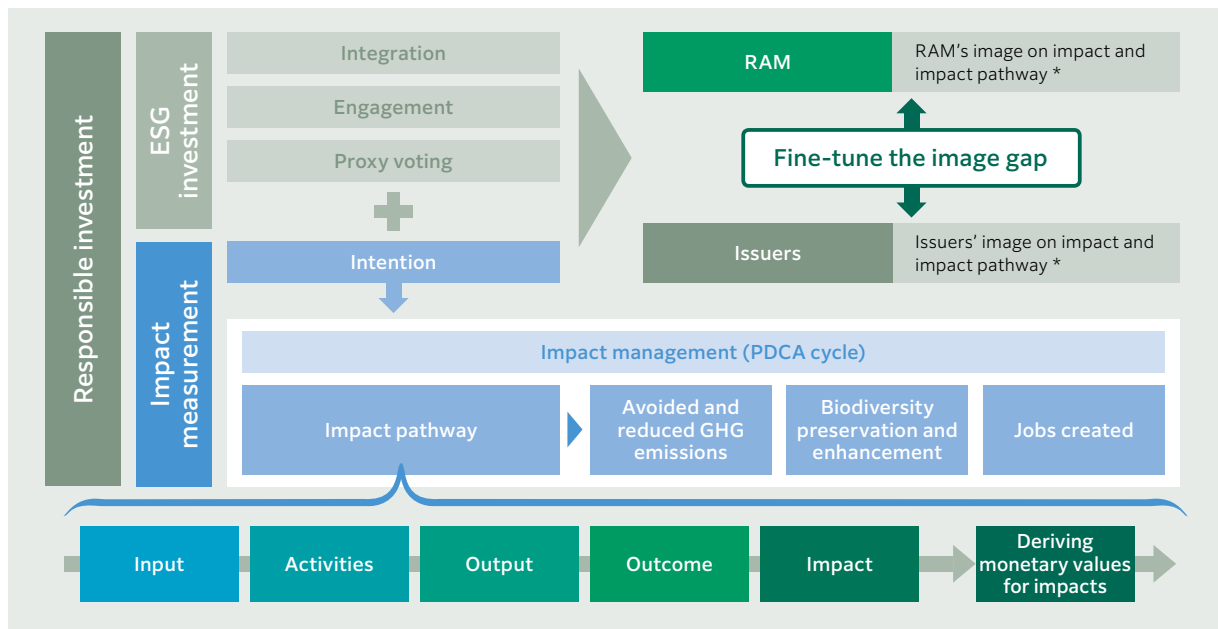 Responsible investment
ESG
investment
Integration
Engagement
Proxy voting
Impact
measurement
Intention
RAM
RAM’s image on impact and
impact pathway *
Fine-tune the image gap
Issuers
Issuers’ image on impact and
impact pathway *
Impact management (PDCA cycle)
Impact pathway
Avoided and
reduced GHG
emissions
Biodiversity
preservation and
enhancement
Jobs created
Input
Activities
Output
Outcome
Impact
Deriving
monetary values
for impacts